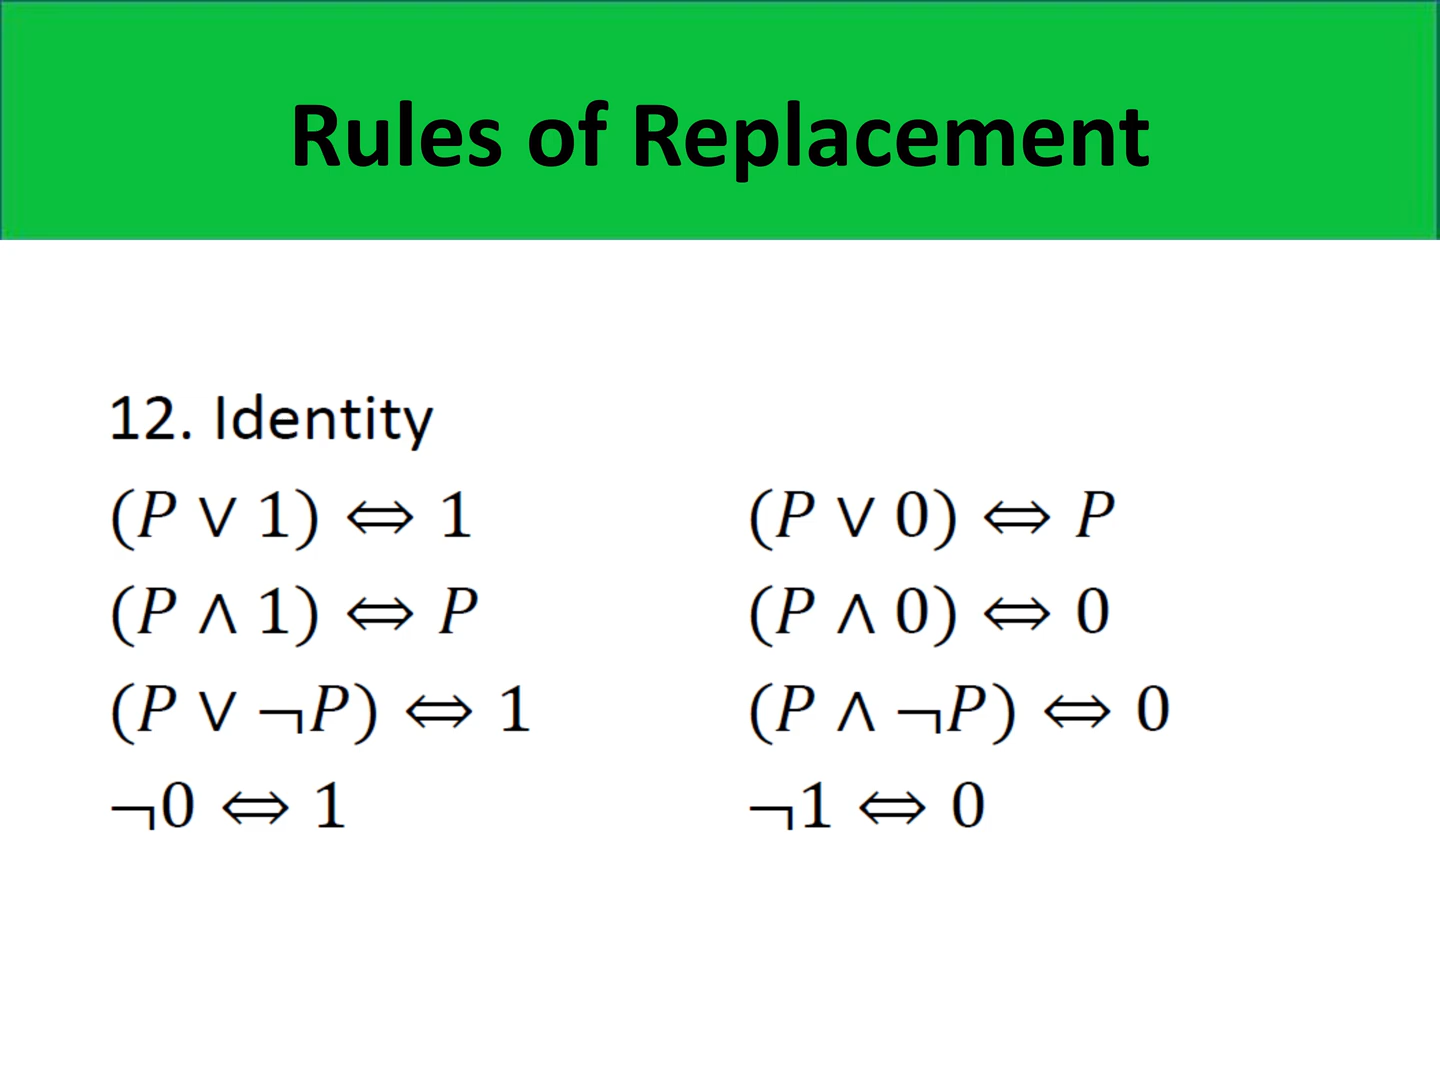 Rules of Replacement
12. Identity
(P ∨ 1) ⇔ 1 (P ∨ 0) ⇔ P
(P ∧ 1) ⇔ P (P ∧ 0) ⇔ 0
(P ∨ ¬P) ⇔ 1 (P ∧ ¬P) ⇔ 0
¬0 ⇔ 1 ¬1 ⇔ 0